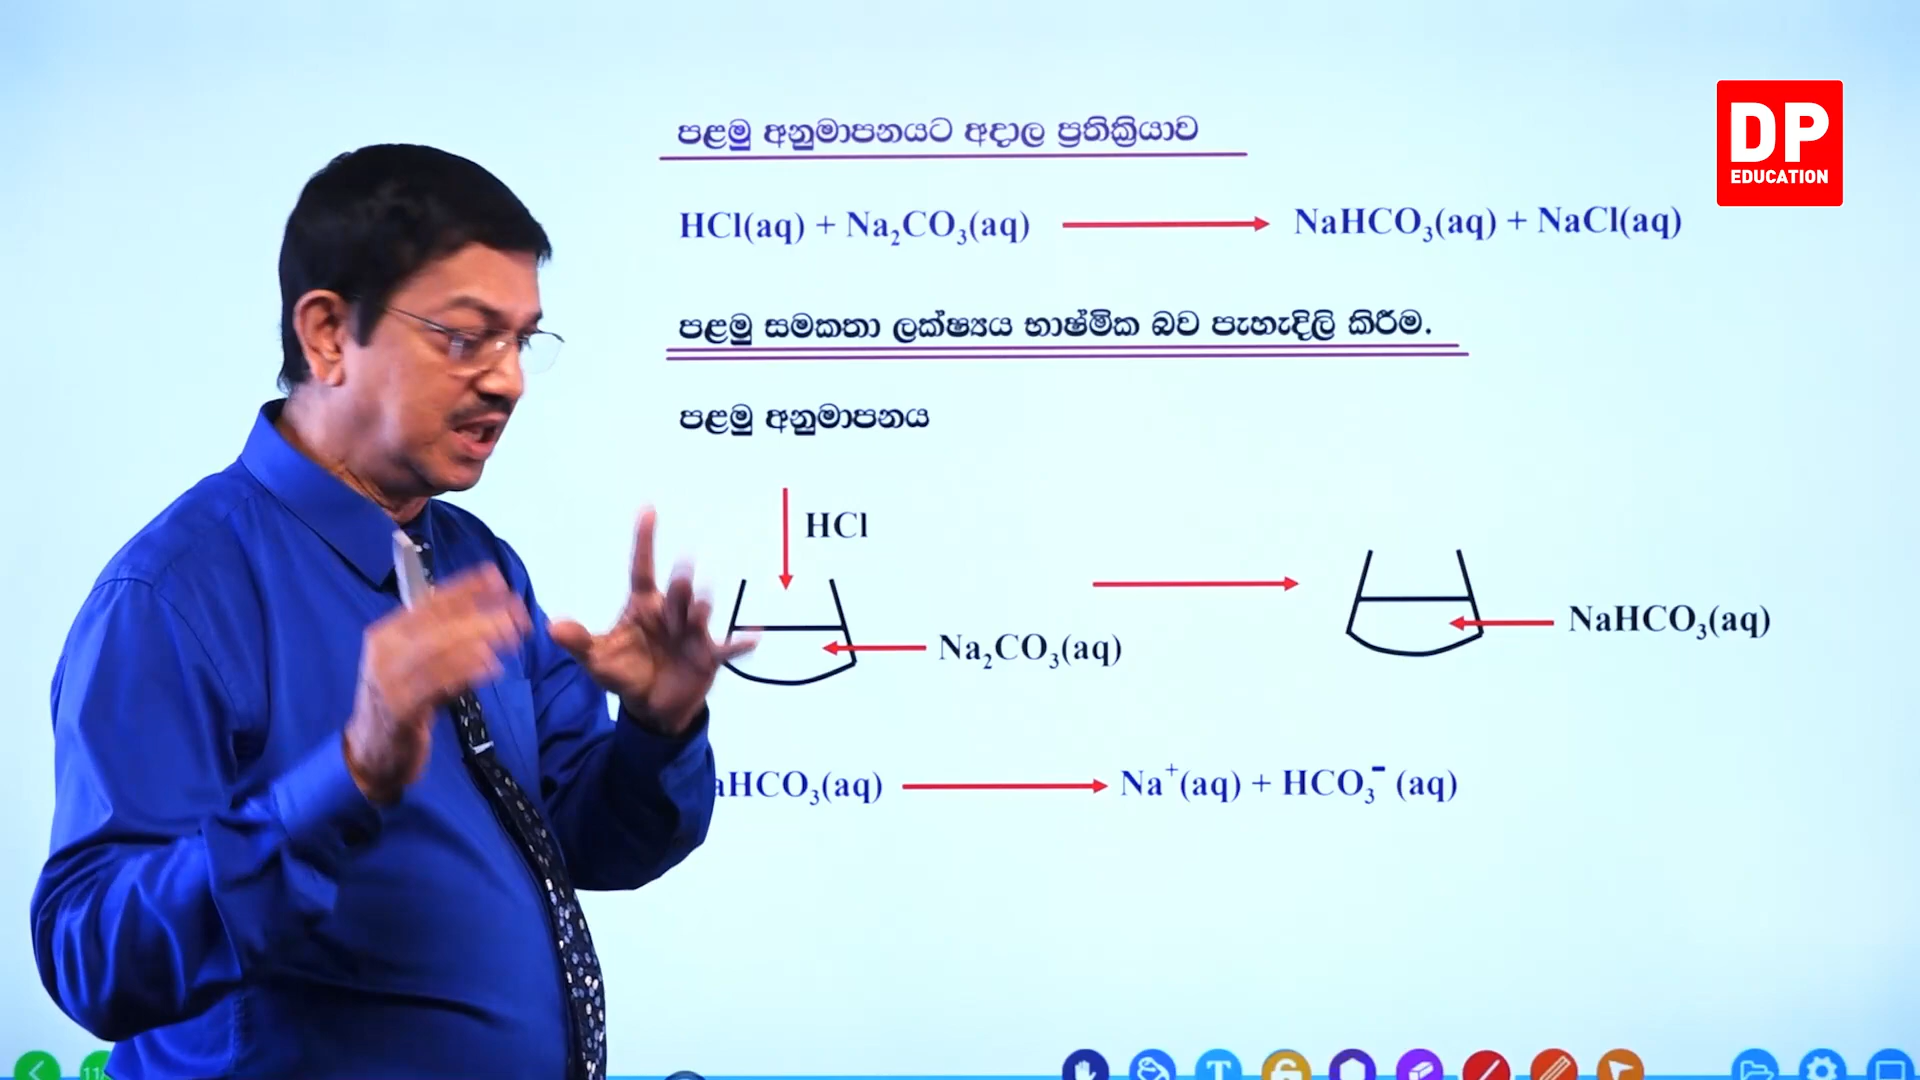 DP
EDUCATION
පළමු අනුමාපනයට අදාල ප්‍රතික්‍රියාව
HCl(aq) + Na₂CO₃(aq) NaHCO₃(aq) + NaCl(aq)
පළමු සමකතා ලක්ෂ්‍යය භාෂ්මික බව පැහැදිලි කිරීම.
පළමු අනුමාපනය
HCl
Na₂CO₃(aq)
NaHCO₃(aq)
aHCO₃(aq) Na⁺(aq) + HCO₃⁻ (aq)